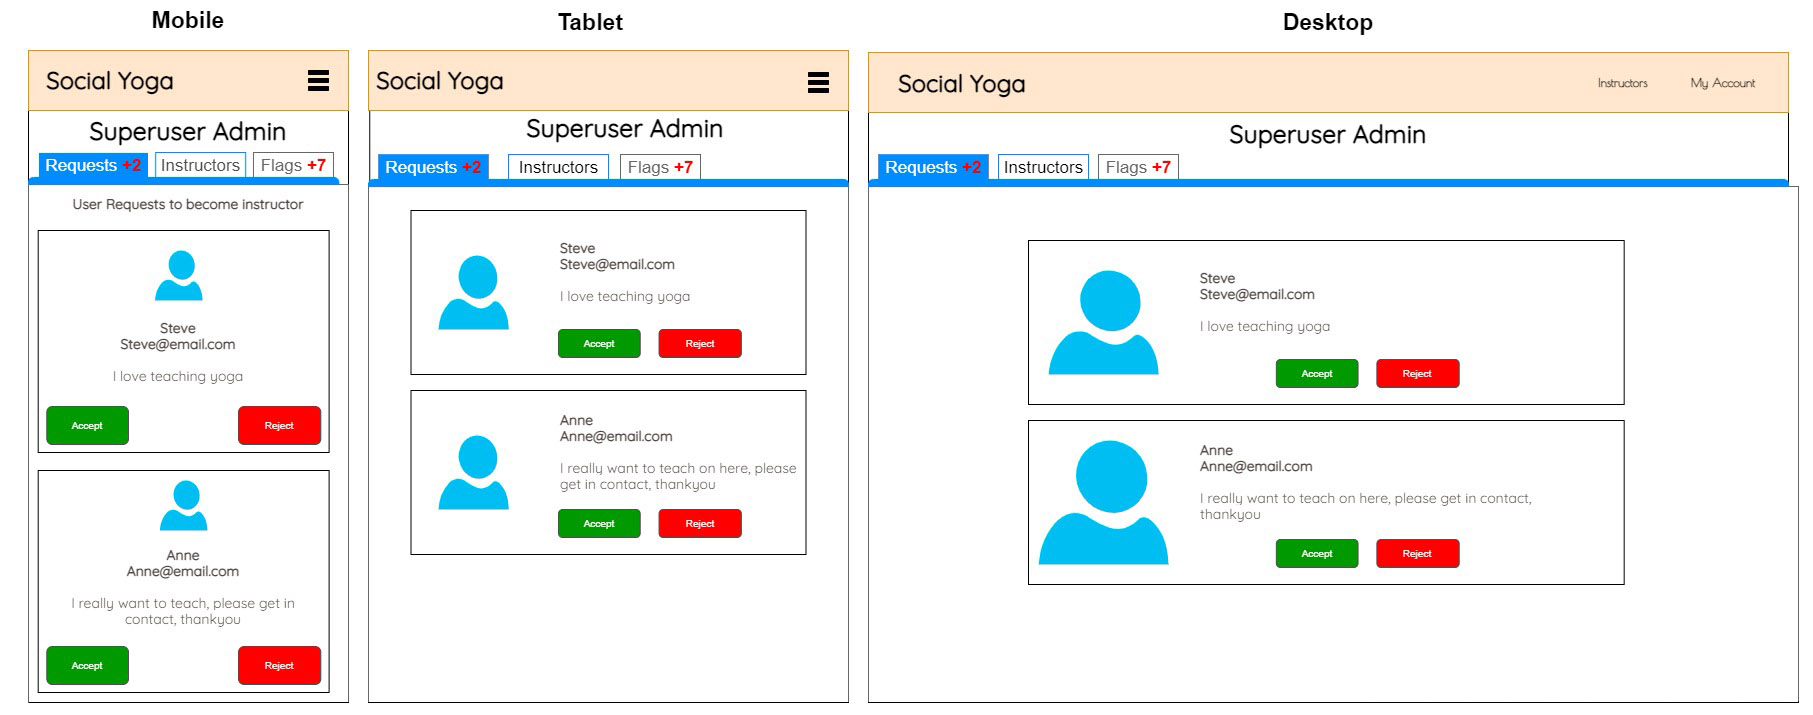 Mobile
Social Yoga
Superuser Admin
Requests +2 Instructors Flags +7
User Requests to become instructor
Steve
Steve@email.com
I love teaching yoga
Accept Reject
Anne
Anne@email.com
I really want to teach, please get in
contact, thankyou
Accept Reject
Tablet
Social Yoga
Superuser Admin
Requests +2 Instructors Flags +7
Steve
Steve@email.com
I love teaching yoga
Accept Reject
Anne
Anne@email.com
I really want to teach on here, please
get in contact, thankyou
Accept Reject
Desktop
Social Yoga Instructors My Account
Superuser Admin
Requests +2 Instructors Flags +7
Steve
Steve@email.com
I love teaching yoga
Accept Reject
Anne
Anne@email.com
I really want to teach on here, please get in contact,
thankyou
Accept Reject